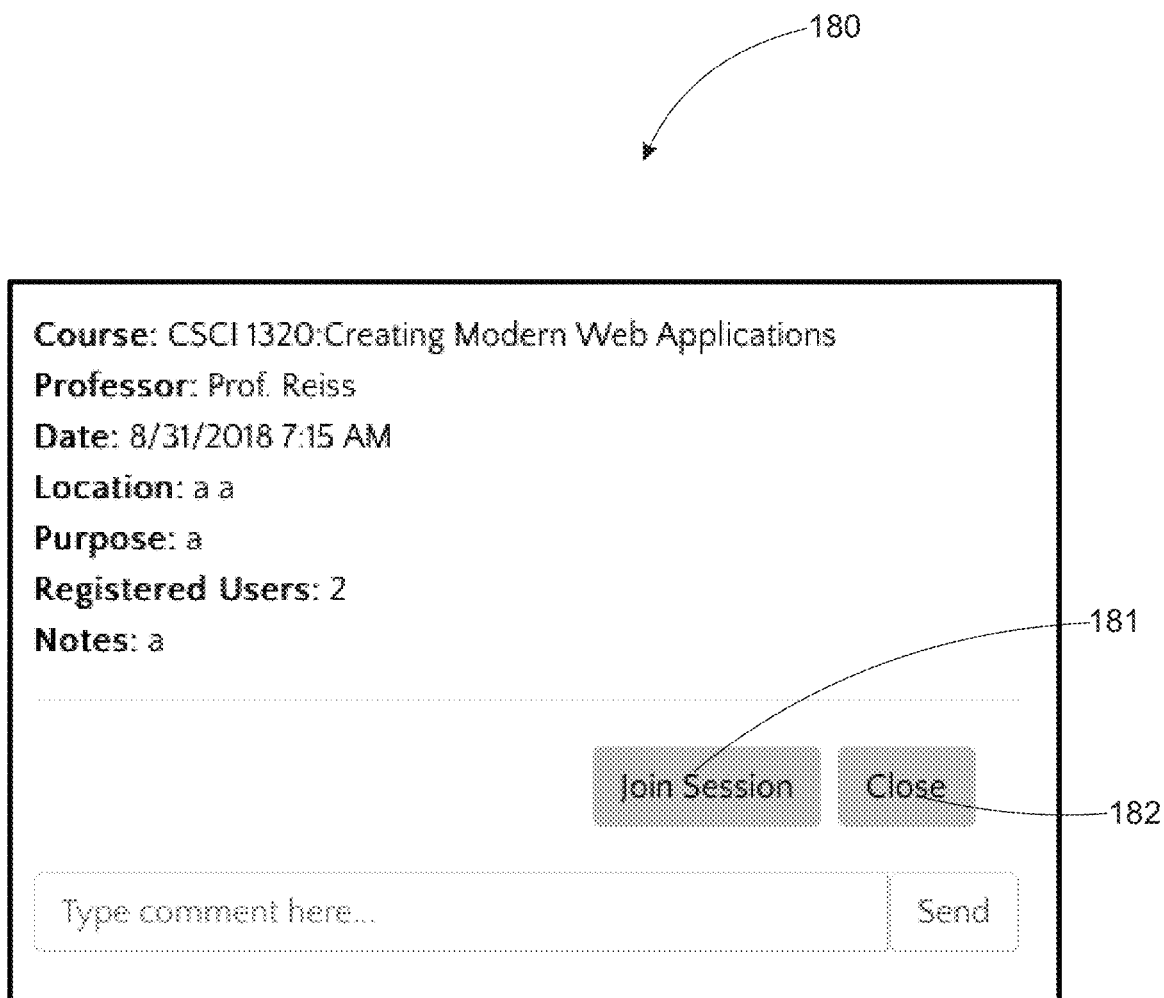 180
Course: CSCI 1320:Creating Modern Web Applications
Professor: Prof. Reiss
Date: 8/31/2018 7:15 AM
Location: a a
Purpose: a
Registered Users: 2
Notes: a
181
Join Session Close
182
Type comment here... Send